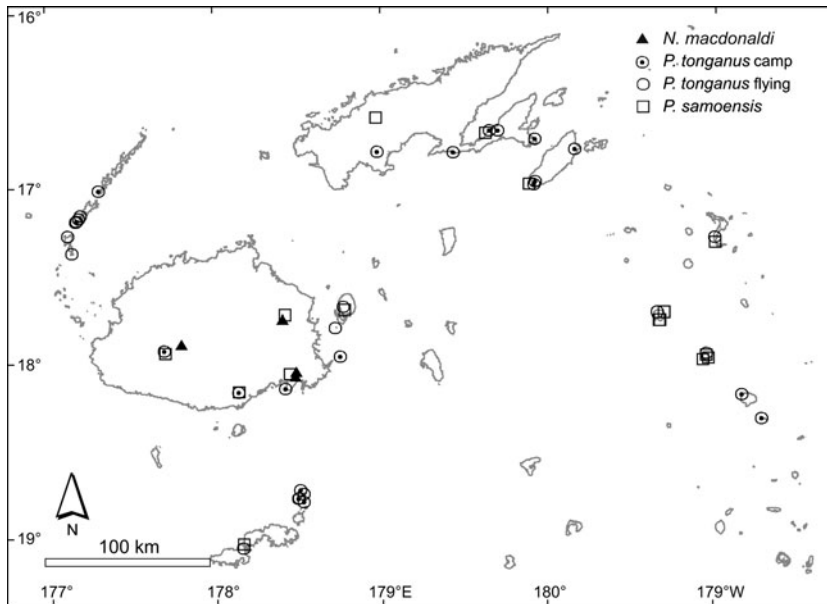 16°
▲ N. macdonaldi
P. tonganus camp
P. tonganus flying
P. samoensis
17°
18°
N
19°
100 km
177°
178°
179°E
180°
179°W